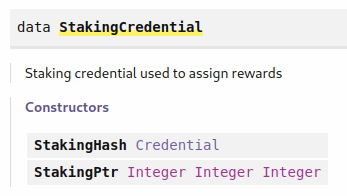 data StakingCredential
Staking credential used to assign rewards
Constructors
StakingHash Credential
StakingPtr Integer Integer Integer